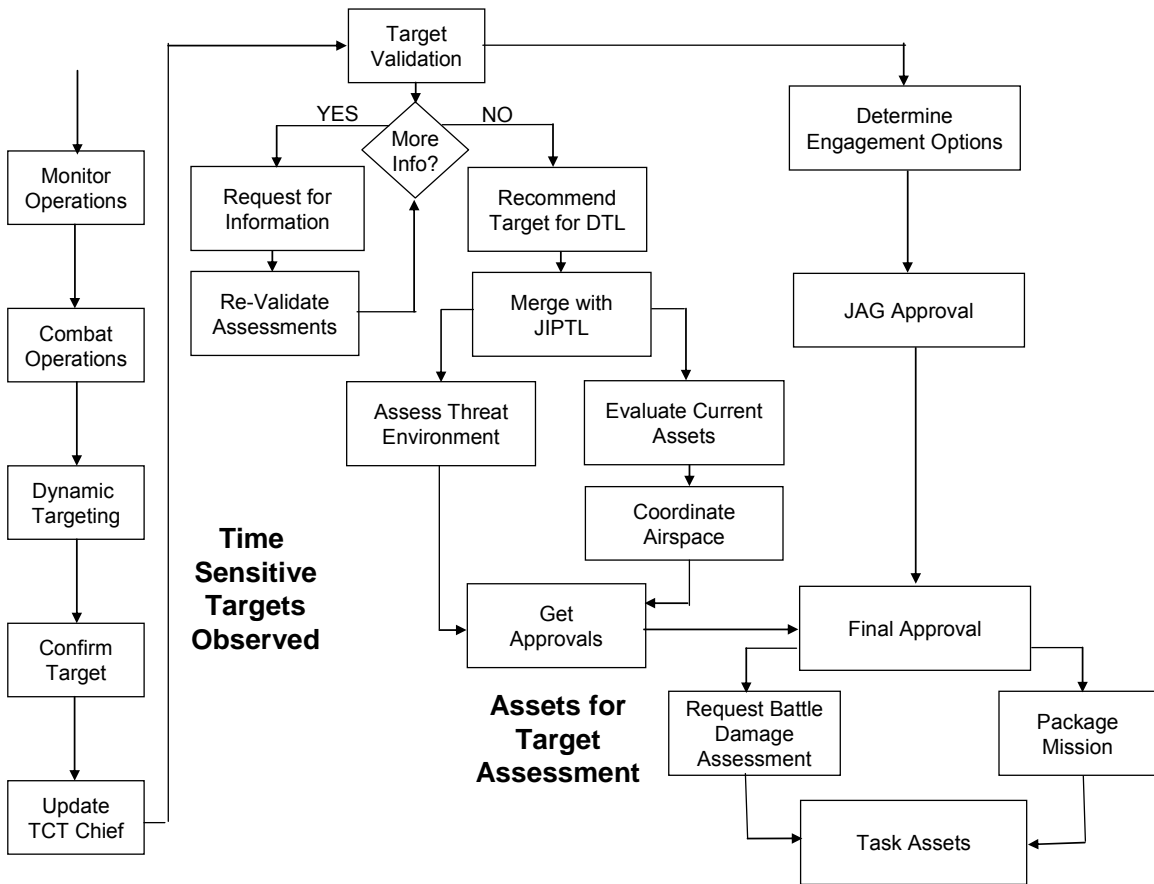 Target
Validation
YES
NO
More
Info?
Determine
Engagement Options
Monitor
Operations
Request for
Information
Recommend
Target for DTL
Re-Validate
Assessments
Merge with
JIPTL
JAG Approval
Combat
Operations
Assess Threat
Environment
Evaluate Current
Assets
Dynamic
Targeting
Coordinate
Airspace
Time
Sensitive
Targets
Observed
Get
Approvals
Final Approval
Confirm
Target
Assets for
Target
Assessment
Request Battle
Damage
Assessment
Package
Mission
Update
TCT Chief
Task Assets